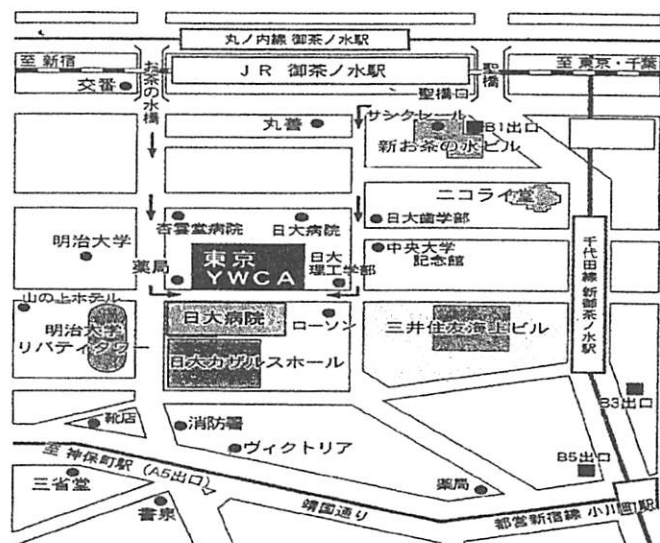 丸ノ内線 御茶ノ水駅
至 新宿
お茶の水橋
JR 御茶ノ水駅
聖橋
至 東京・千葉
交番
聖橋口
丸善
サンクレール
B1出口
新お茶の水ビル
ニコライ堂
杏雲堂病院
日大病院
日大歯学部
明治大学
東京
YWCA
日大
理工学部
中央大学
記念館
薬局
千代田線 新御茶ノ水駅
山の上ホテル
明治大学
リバティタワー
日大病院
ローソン
三井住友海上ビル
日大カザルスホール
B3出口
靴店
消防署
ヴィクトリア
B5出口
至 神保町駅 (A5出口)
三省堂
書泉
薬局
靖国通り
都営新宿線 小川町駅